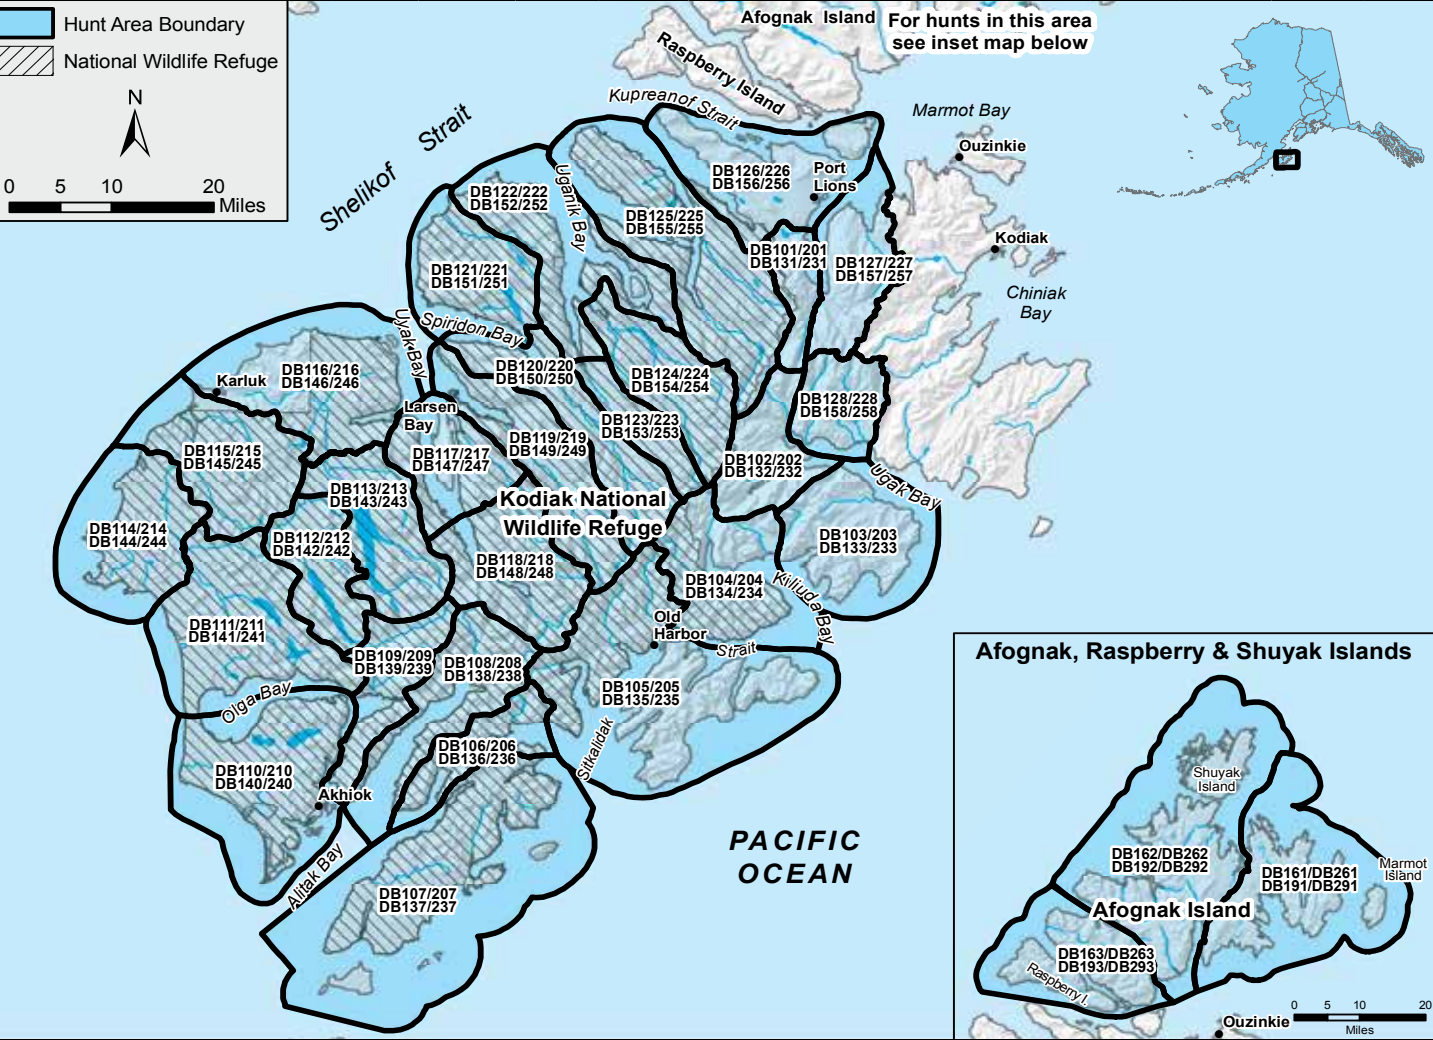 Hunt Area Boundary
National Wildlife Refuge
N
0 5 10 20
Miles
Afognak Island
For hunts in this area
see inset map below
Raspberry Island
Kupreanof Strait
Marmot Bay
Ouzinkie
Shelikof Strait
DB126/226
DB156/256
Port
Lions
DB122/222
DB152/252
Uganik Bay
DB125/225
DB155/255
DB101/201
DB131/231
DB127/227
DB157/257
Kodiak
Chiniak
Bay
DB121/221
DB151/251
Spiridon Bay
Uyak Bay
DB116/216
DB146/246
Karluk
DB120/220
DB150/250
DB124/224
DB154/254
Larsen
Bay
DB128/228
DB158/258
DB123/223
DB153/253
DB119/219
DB149/249
DB115/215
DB145/245
DB117/217
DB147/247
DB102/202
DB132/232
Ugak Bay
DB113/213
DB143/243
Kodiak National
Wildlife Refuge
DB114/214
DB144/244
DB112/212
DB142/242
DB103/203
DB133/233
DB118/218
DB148/248
DB104/204
DB134/234
Kiliuda Bay
DB111/211
DB141/241
Old
Harbor
Strait
DB109/209
DB139/239
DB108/208
DB138/238
DB105/205
DB135/235
Olga Bay
Sitkalidak
DB106/206
DB136/236
DB110/210
DB140/240
Akhiok
Alitak Bay
DB107/207
DB137/237
PACIFIC
OCEAN
Afognak, Raspberry & Shuyak Islands
Shuyak
Island
DB162/DB262
DB192/DB292
DB161/DB261
DB191/DB291
Marmot
Island
Afognak Island
DB163/DB263
DB193/DB293
Raspberry I.
0 5 10 20
Miles
Ouzinkie